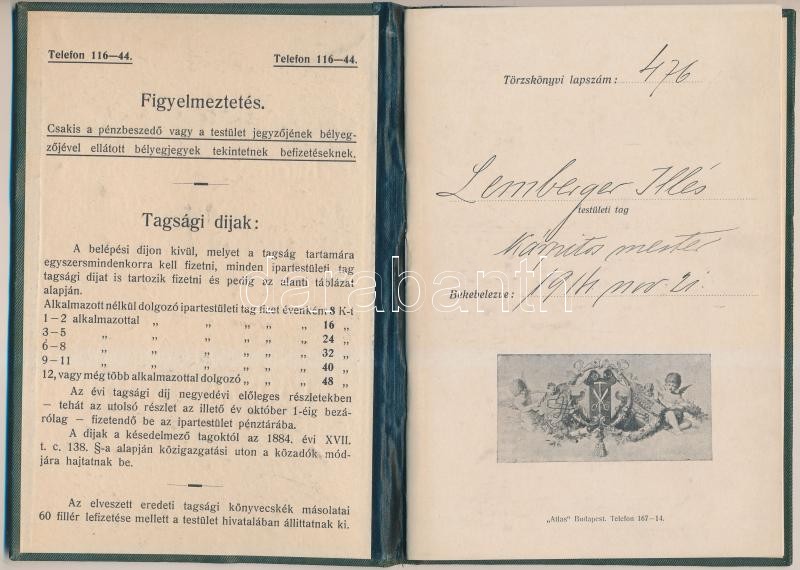 Telefon 116—44. Telefon 116—44.
Figyelmeztetés.
Csakis a pénzbeszedő vagy a testület jegyzőjének bélyeg-
zőjével ellátott bélyegjegyek tekintetnek befizetéseknek.
Tagsági dijak:
A belépési dijon kivül, melyet a tagság tartamára
egyszersmindenkorra kell fizetni, minden ipartestületi tag
tagsági dijat is tartozik fizetni és pedig az alanti táblázat
alapján.
Alkalmazott nélkül dolgozó ipartestületi tag fizet évenként 8 K-t
1—2 alkalmazottal „ „ „ „ „ 16 „
3—5 „ „ „ „ „ „ 24 „
6—8 „ „ „ „ „ „ 32 „
9—11 „ „ „ „ „ „ 40 „
12, vagy még több alkalmazottal dolgozó „ „ „ 48 „
Az évi tagsági dij negyedévi előleges részletekben
— tehát az utolsó részlet az illető év október 1-éig bezá-
rólag — fizetendő be az ipartestület pénztárába.
A dijak a késedelmező tagoktól az 1884. évi XVII.
t. c. 138. §-a alapján közigazgatási uton a közadók mód-
jára hajtatnak be.
Az elveszett eredeti tagsági könyvecskék másolatai
60 fillér lefizetése mellett a testület hivatalában állittatnak ki.
Törzskönyvi lapszám: 476
Lemberger Illés
testületi tag
Kárpitos mester
Bekebelezve: nov. 21.
„Atlas" Budapest. Telefon 167—14.
darabanth